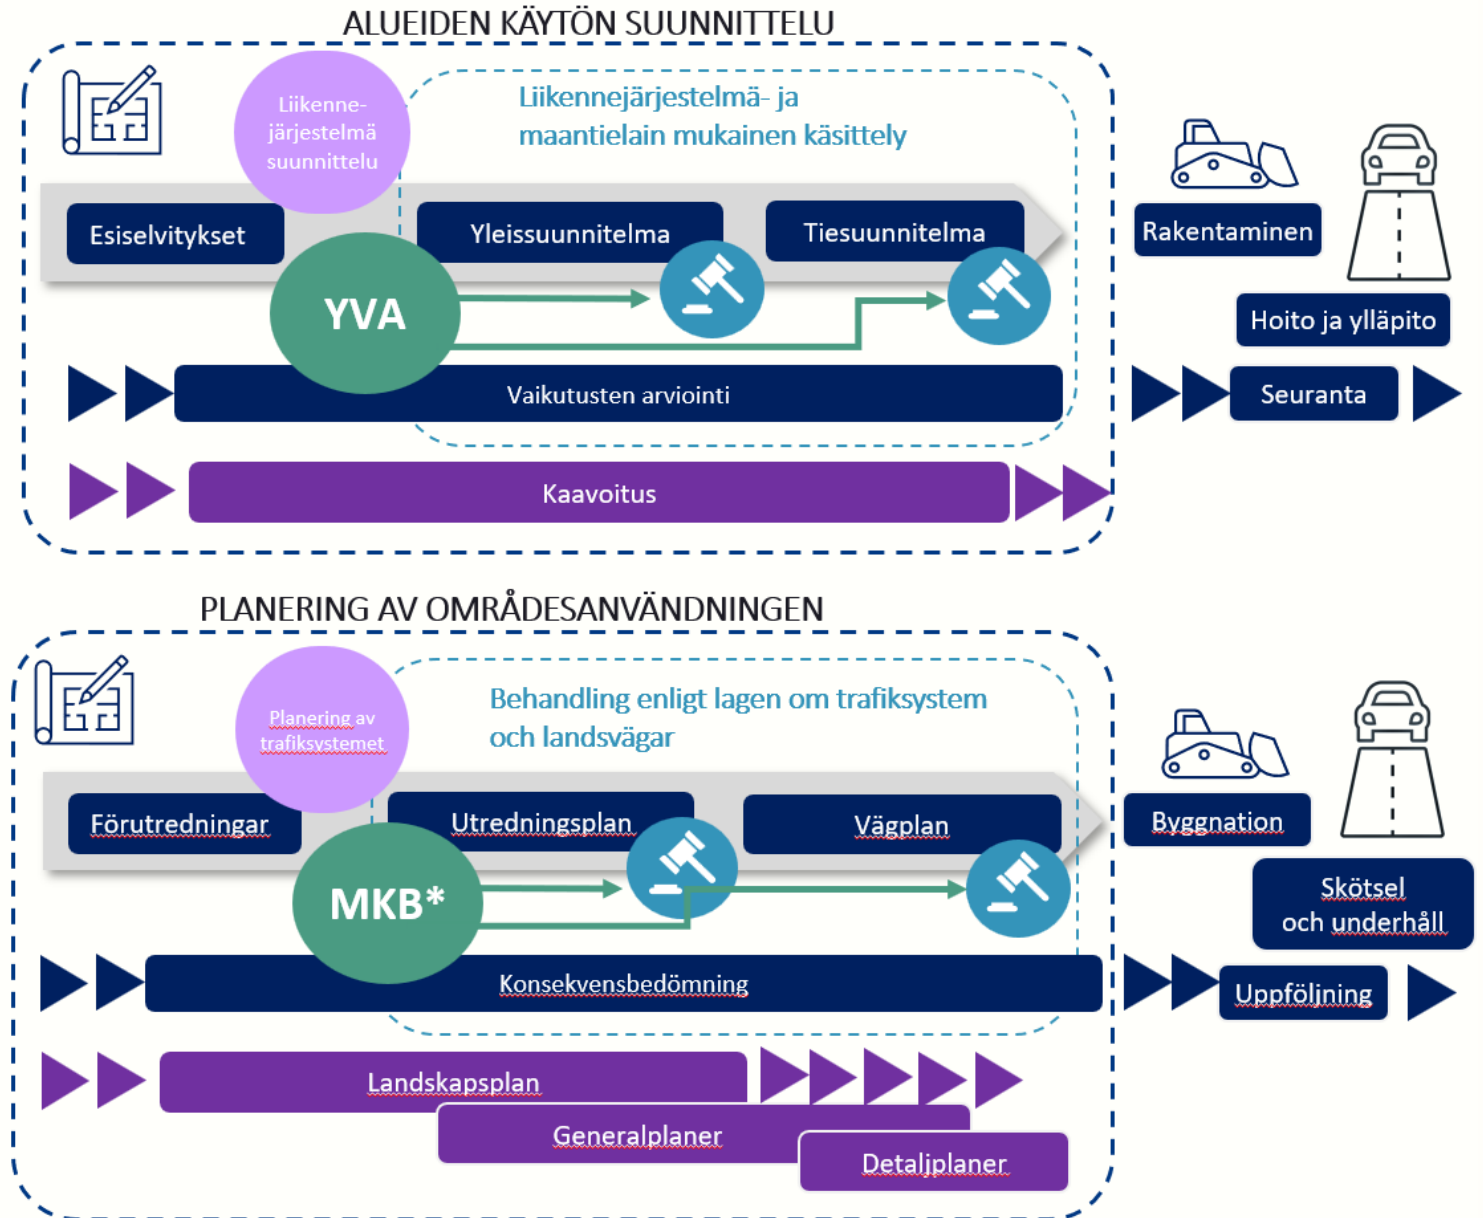 ALUEIDEN KÄYTÖN SUUNNITTELU
Liikenne-
järjestelmä
suunnittelu
Liikennejärjestelmä- ja
maantielain mukainen käsittely
Esiselvitykset
Yleissuunnitelma
Tiesuunnitelma
Rakentaminen
YVA
Hoito ja ylläpito
Vaikutusten arviointi
Seuranta
Kaavoitus
PLANERING AV OMRÅDESANVÄNDNINGEN
Planering av
trafiksystemet
Behandling enligt lagen om trafiksystem
och landsvägar
Förutredningar
Utredningsplan
Vägplan
Byggnation
MKB*
Skötsel
och underhåll
Konsekvensbedömning
Uppföljning
Landskapsplan
Generalplaner
Detaljplaner